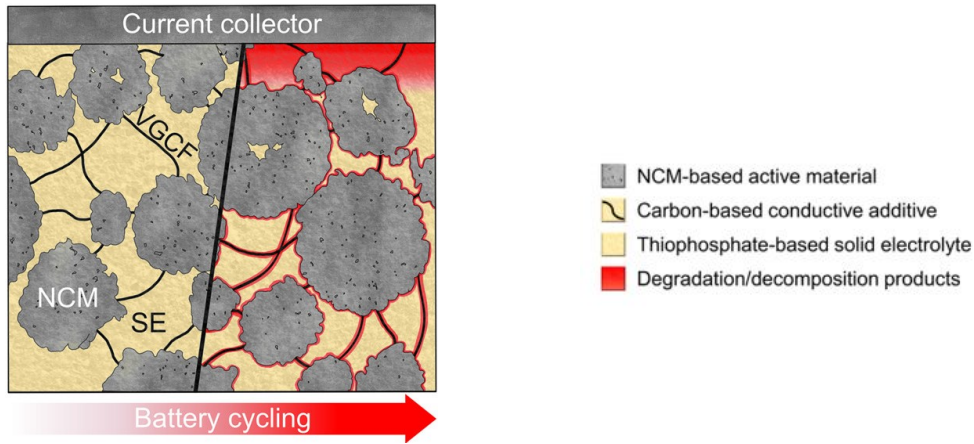 Current collector
VGCF
NCM
SE
Battery cycling
NCM-based active material
Carbon-based conductive additive
Thiophosphate-based solid electrolyte
Degradation/decomposition products